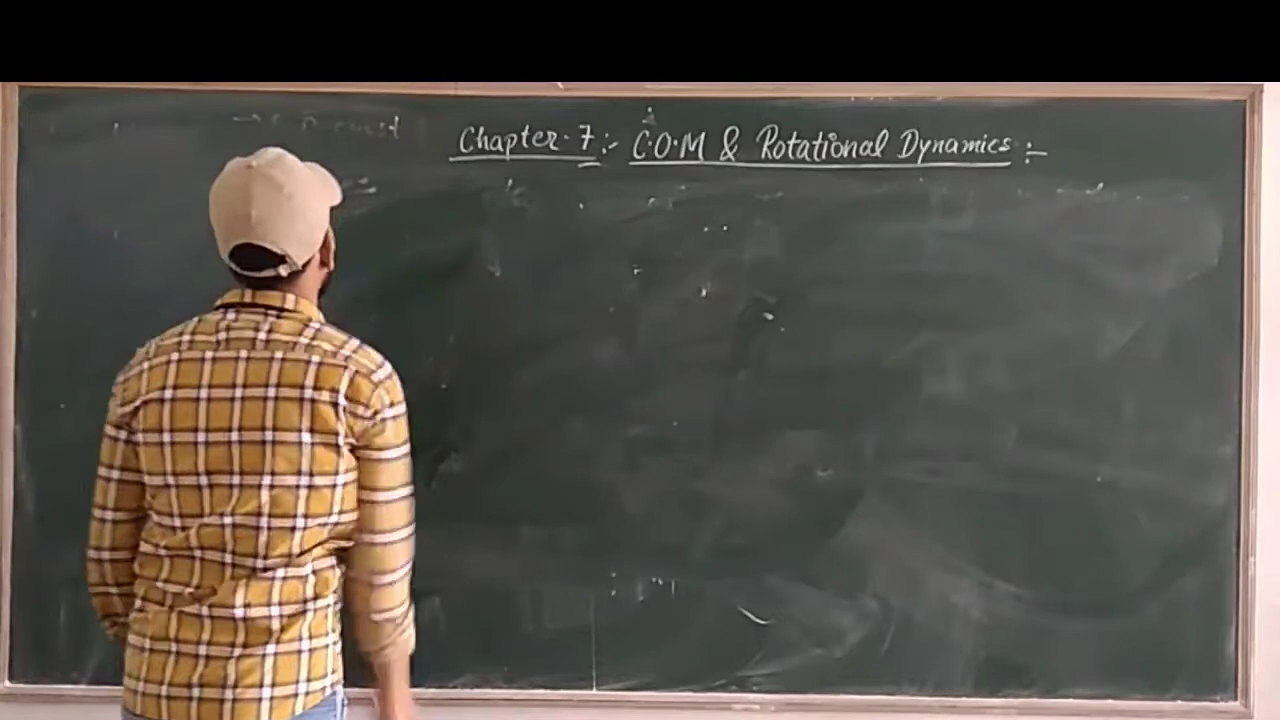 Chapter. 7 :- C.O.M & Rotational Dynamics :-